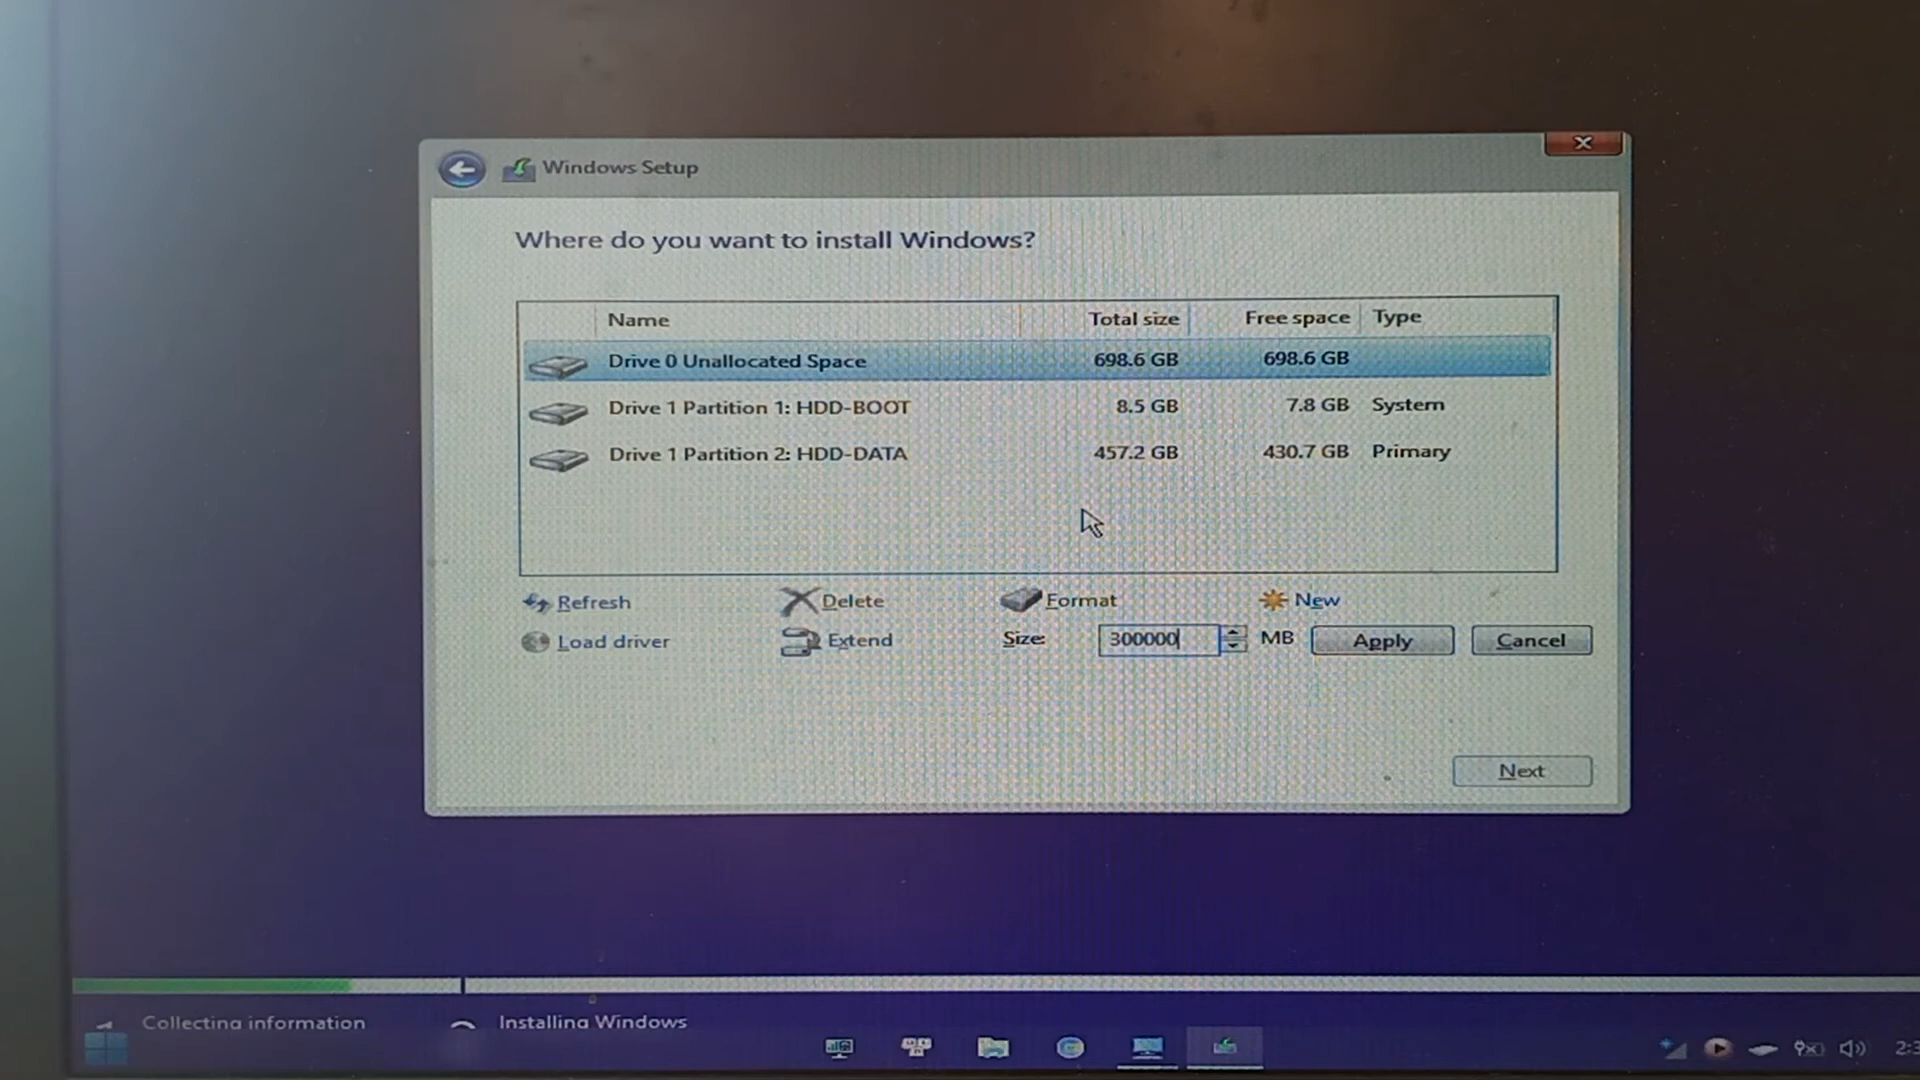 Windows Setup
Where do you want to install Windows?
Name Total size Free space Type
Drive 0 Unallocated Space 698.6 GB 698.6 GB
Drive 1 Partition 1: HDD-BOOT 8.5 GB 7.8 GB System
Drive 1 Partition 2: HDD-DATA 457.2 GB 430.7 GB Primary
Refresh Delete Format New
Load driver Extend Size: 300000 MB Apply Cancel
Next
Collecting information Installing Windows